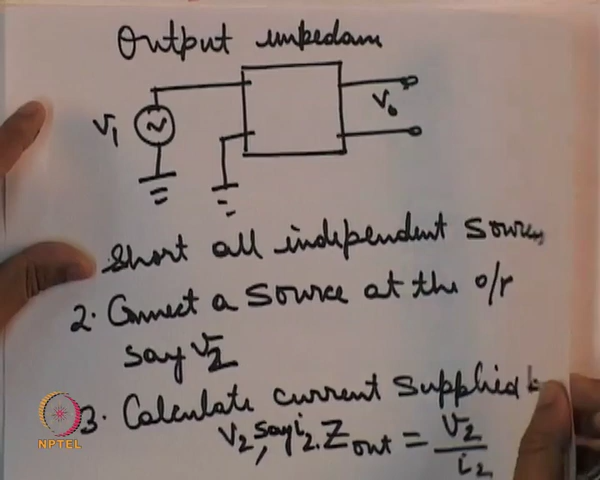 Output impedam
V1
V0
Short all independent sources
2. Connect a source at the o/p
say V2
3. Calculate current supplied b
V2, say i2. Zout = V2/i2
NPTEL